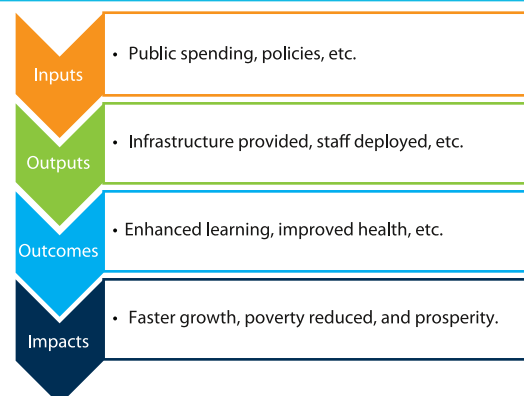 Inputs
• Public spending, policies, etc.
Outputs
• Infrastructure provided, staff deployed, etc.
Outcomes
• Enhanced learning, improved health, etc.
Impacts
• Faster growth, poverty reduced, and prosperity.